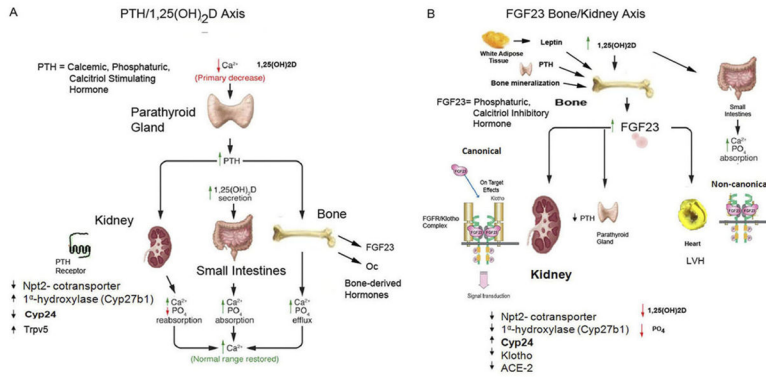 A
PTH/1,25(OH)2D Axis
PTH = Calcemic, Phosphaturic,
Calcitriol Stimulating
Hormone
↓ Ca2+ 1,25(OH)2D
(Primary decrease)
Parathyroid
Gland
↑ PTH
Kidney
↑1,25(OH)2D
secretion
Bone
PTH
Receptor
Small Intestines
FGF23
Oc
Bone-derived
Hormones
↓ Npt2- cotransporter
↑ 1α-hydroxylase (Cyp27b1)
↓ Cyp24
↑ Trpv5
↑ Ca2+
↓ PO4
reabsorption
↑ Ca2+
PO4
absorption
↑ Ca2+
PO4
efflux
↑ Ca2+
(Normal range restored)
B
FGF23 Bone/Kidney Axis
White Adipose
Tissue
Leptin
↑ 1,25(OH)2D
PTH
Bone mineralization
Bone
FGF23= Phosphaturic,
Calcitriol Inhibitory
Hormone
↑ FGF23
Small
Intestines
↑ Ca2+
PO4
absorption
Canonical
FGF23
On Target
Effects
Klotho
FGFR/Klotho
Complex
Signal transduction
Kidney
↓ PTH
Parathyroid
Gland
Heart
LVH
Non-canonical
↓ Npt2- cotransporter
↓ 1α-hydroxylase (Cyp27b1)
↑ Cyp24
↓ Klotho
↓ ACE-2
↓ 1,25(OH)2D
↓ PO4